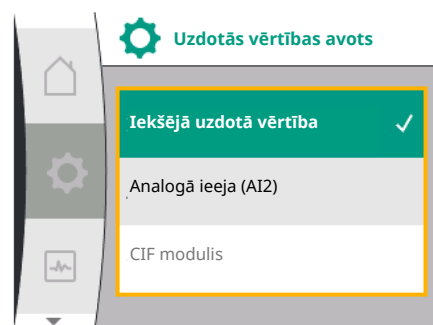 Uzdotās vērtības avots
Iekšējā uzdotā vērtība
Analogā ieeja (AI2)
CIF modulis